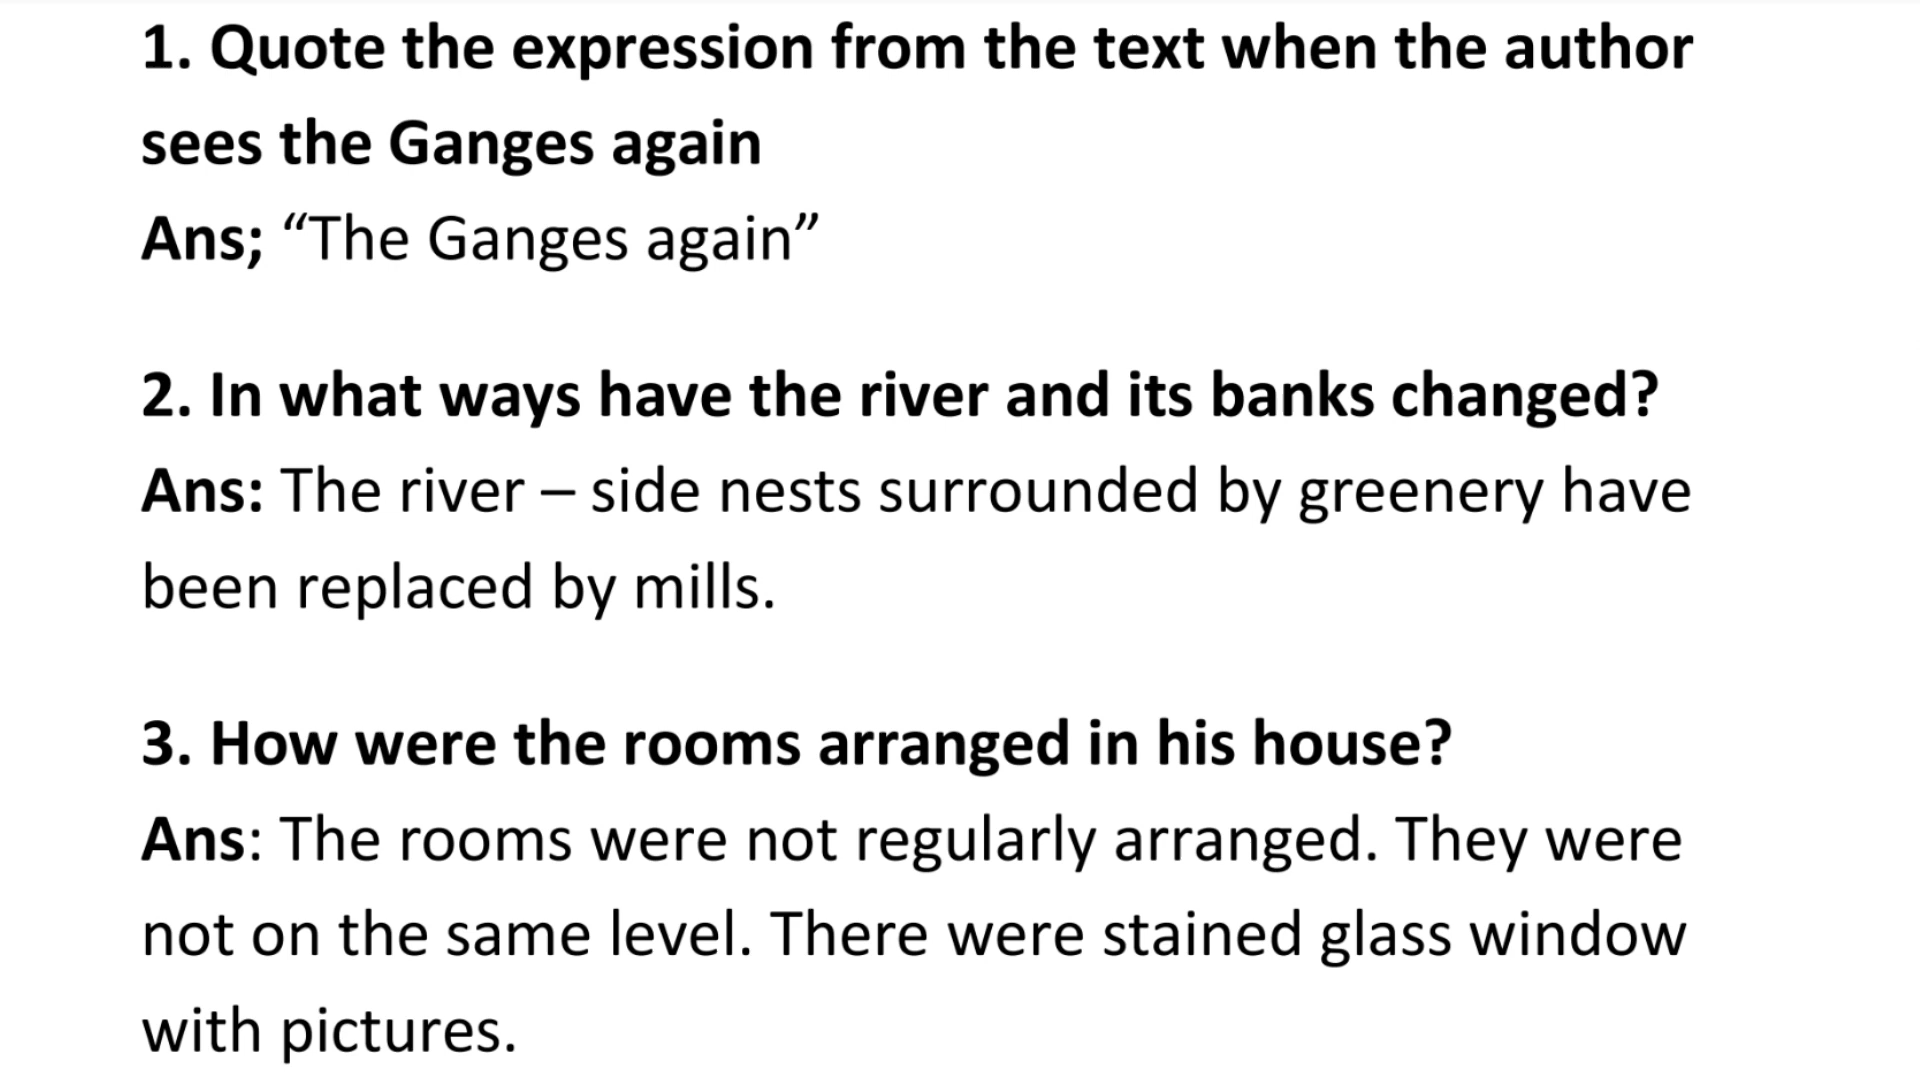 1. Quote the expression from the text when the author
sees the Ganges again
Ans; “The Ganges again”
2. In what ways have the river and its banks changed?
Ans: The river – side nests surrounded by greenery have
been replaced by mills.
3. How were the rooms arranged in his house?
Ans: The rooms were not regularly arranged. They were
not on the same level. There were stained glass window
with pictures.